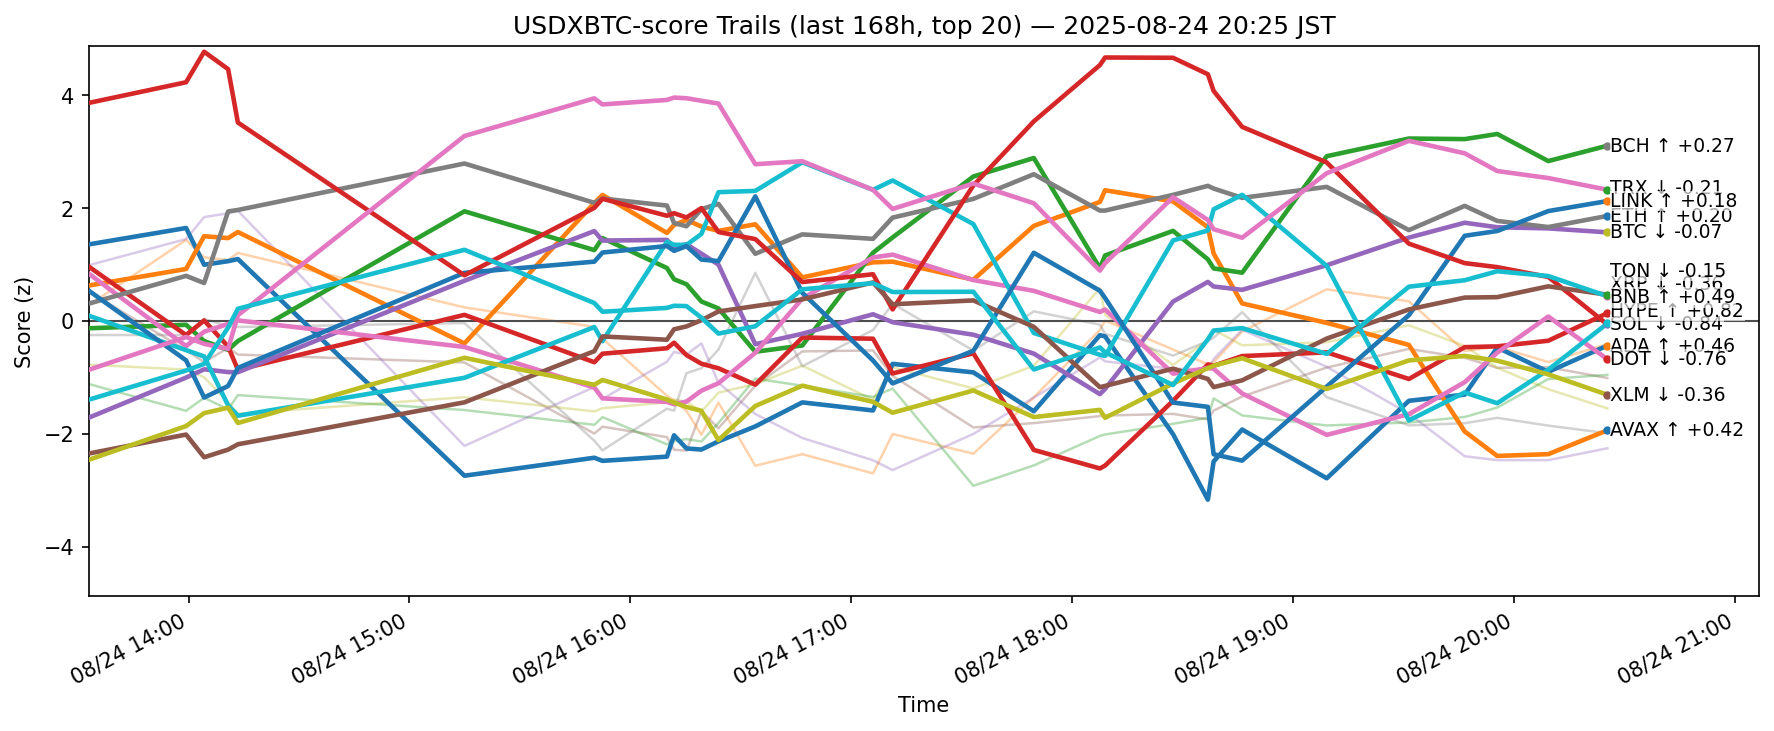 USDXBTC-score Trails (last 168h, top 20) — 2025-08-24 20:25 JST
Score (z)
4
2
0
−2
−4
BCH ↑ +0.27
TRX ↓ -0.21
LINK ↑ +0.18
ETH ↑ +0.20
BTC ↓ -0.07
TON ↓ -0.15
XRP ↓ -0.36
BNB ↑ +0.49
HYPE ↑ +0.82
SOL ↓ -0.84
ADA ↑ +0.46
DOT ↓ -0.76
XLM ↓ -0.36
AVAX ↑ +0.42
08/24 14:00
08/24 15:00
08/24 16:00
08/24 17:00
08/24 18:00
08/24 19:00
08/24 20:00
08/24 21:00
Time